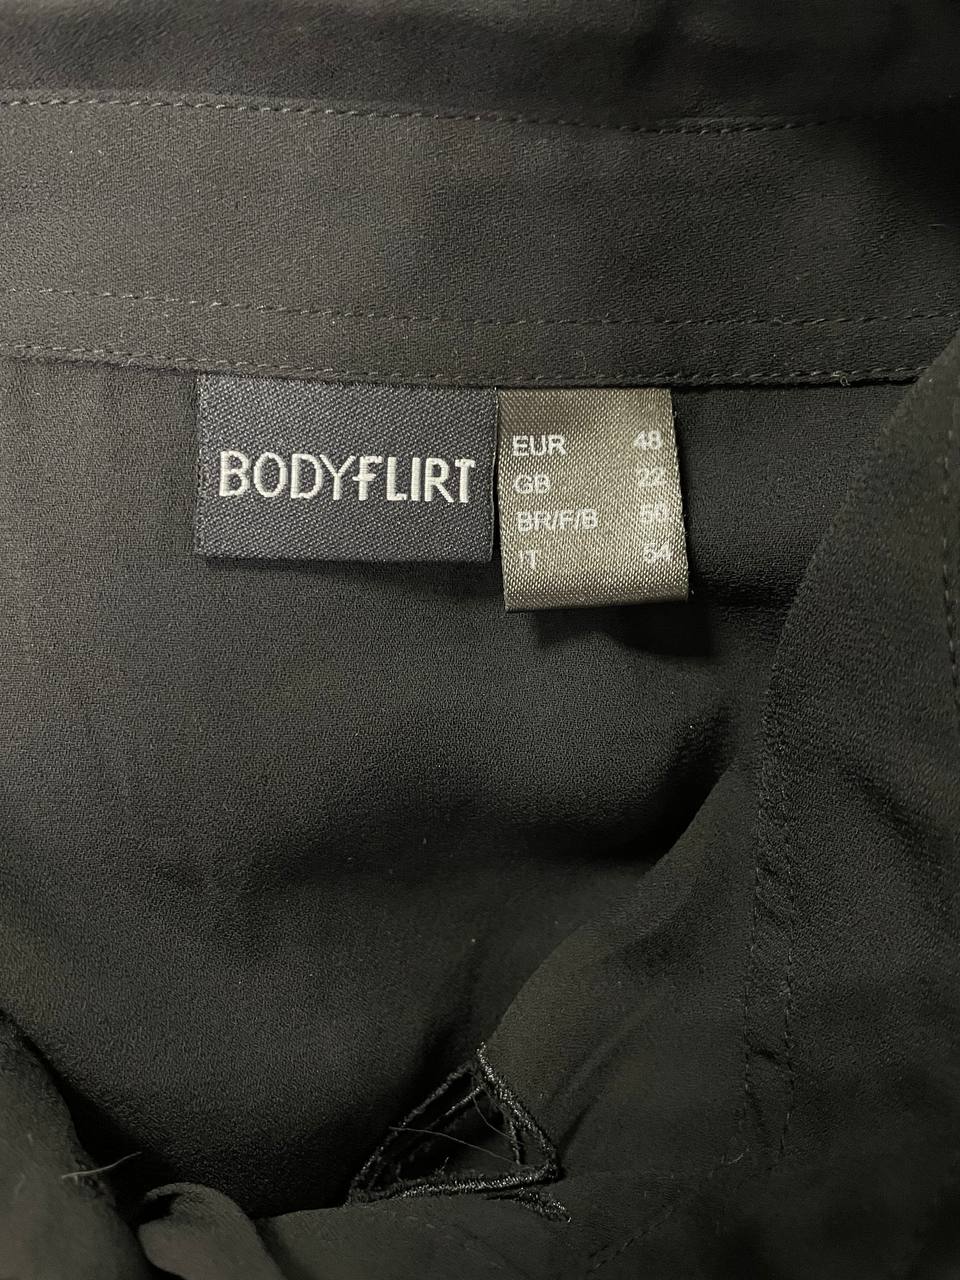 BODYFLIRT
EUR 48
GB 22
BR/F/B 50
IT 54